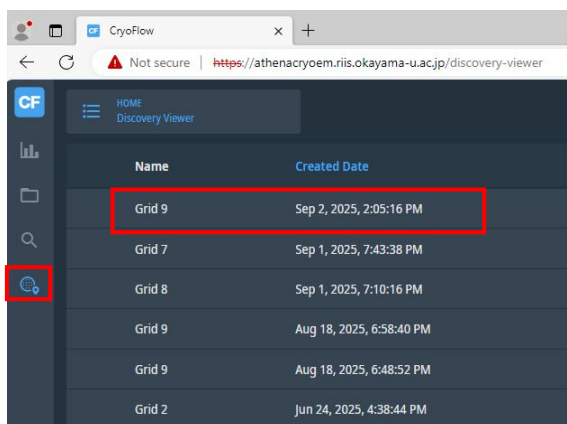 CF CryoFlow
Not secure | https://athenacryoem.riis.okayama-u.ac.jp/discovery-viewer
CF
HOME
Discovery Viewer
Name Created Date
Grid 9 Sep 2, 2025, 2:05:16 PM
Grid 7 Sep 1, 2025, 7:43:38 PM
Grid 8 Sep 1, 2025, 7:10:16 PM
Grid 9 Aug 18, 2025, 6:58:40 PM
Grid 9 Aug 18, 2025, 6:48:52 PM
Grid 2 Jun 24, 2025, 4:38:44 PM